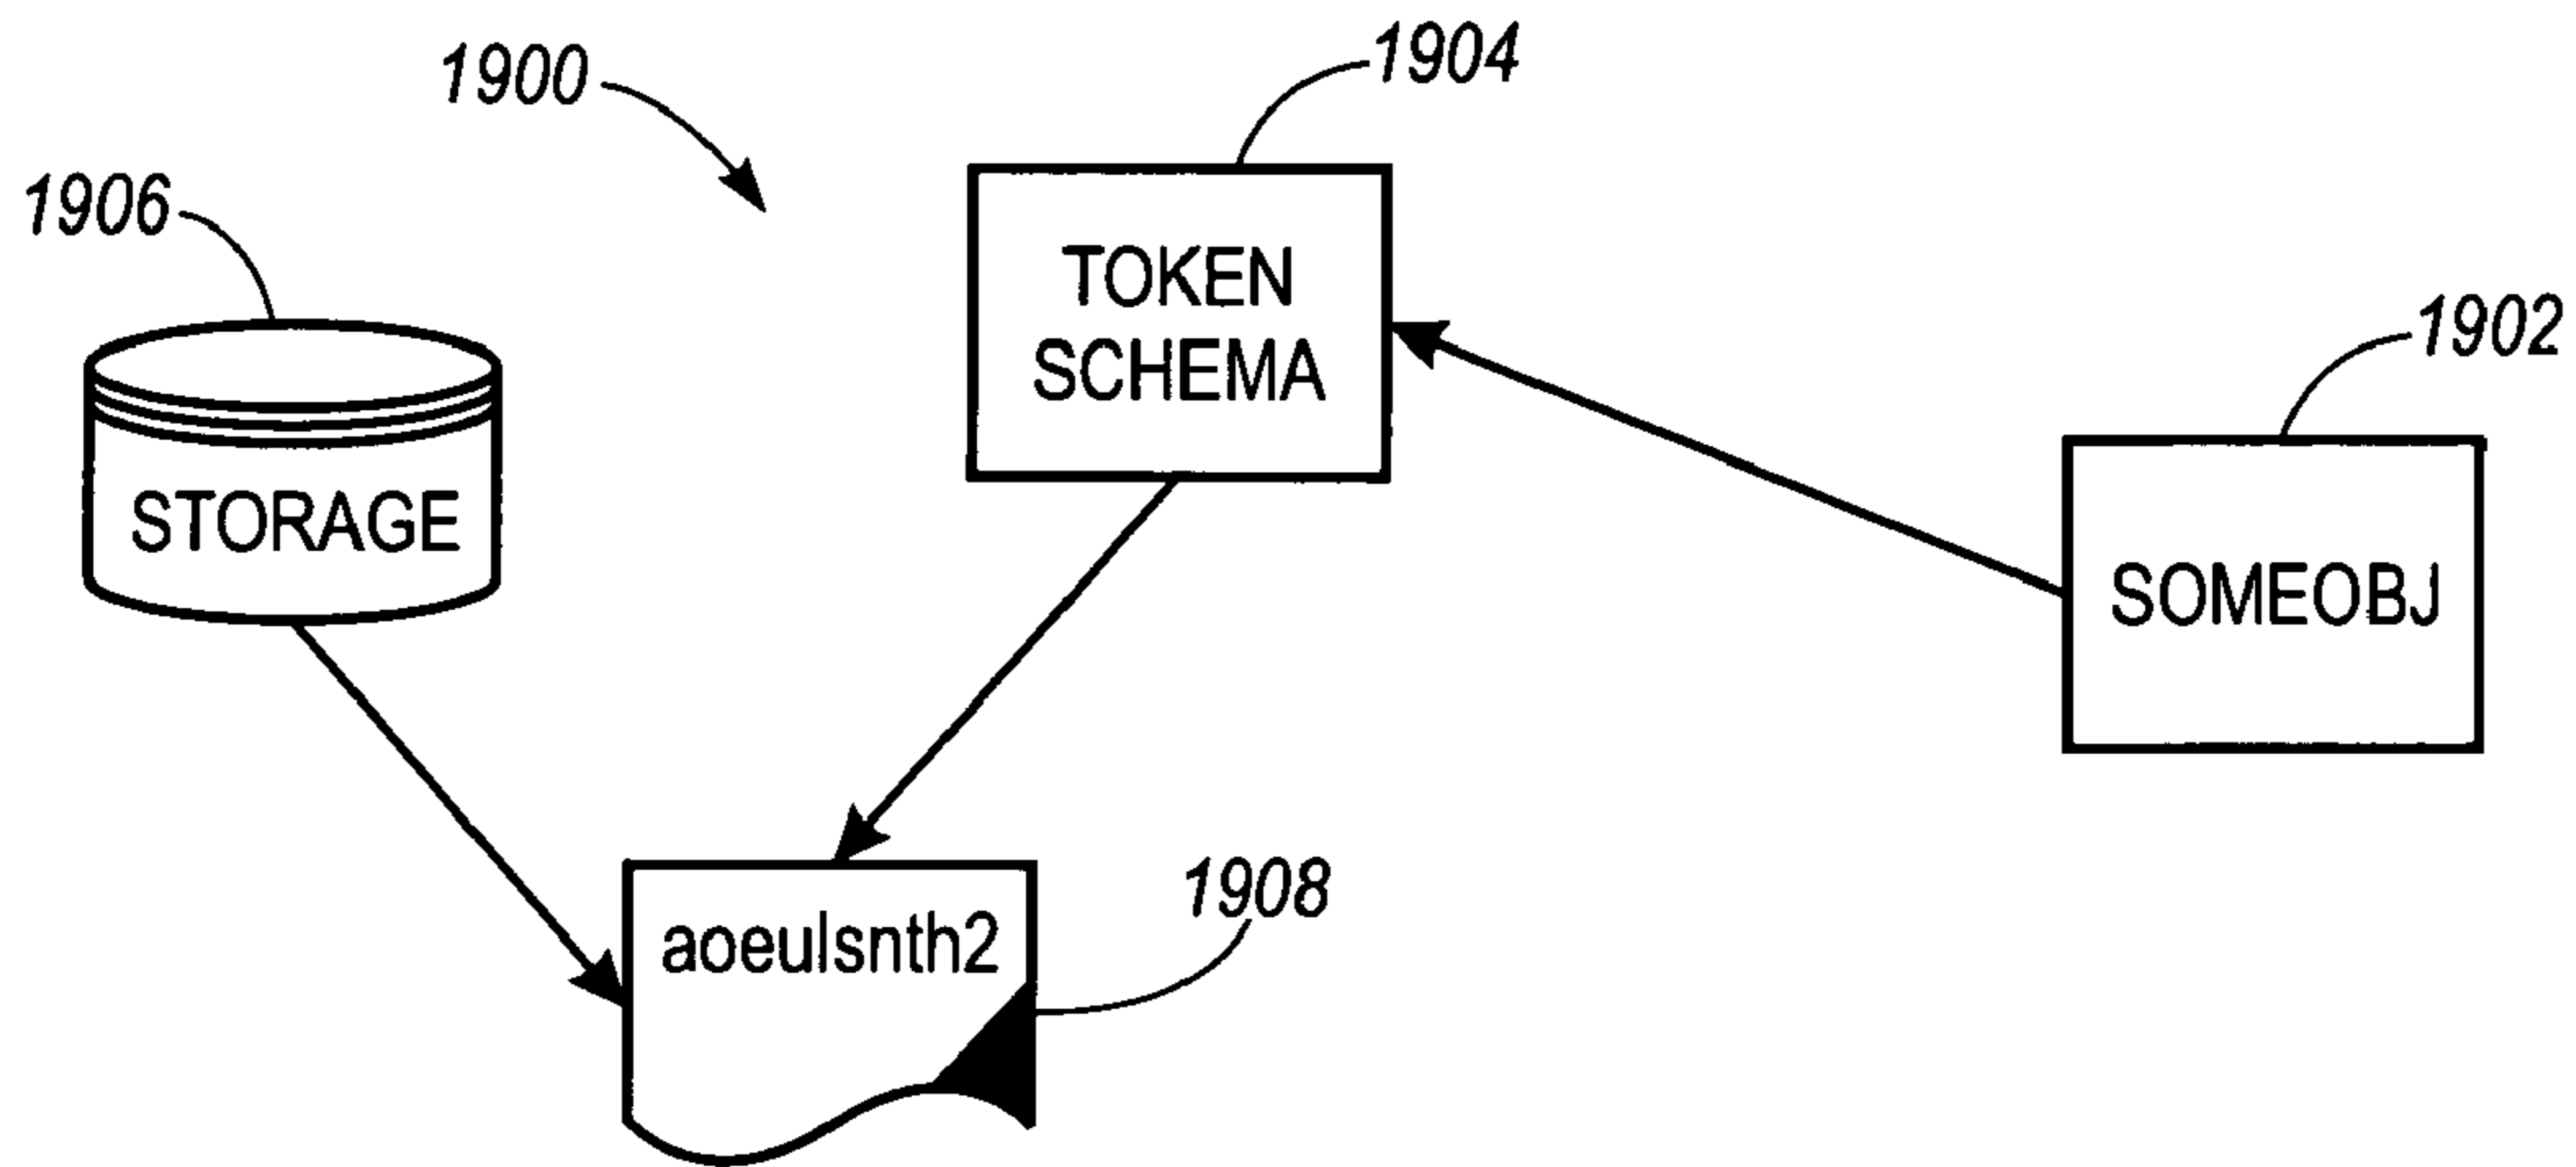 1900
1904
1906
TOKEN
SCHEMA
1902
STORAGE
SOMEOBJ
1908
aoeulsnth2